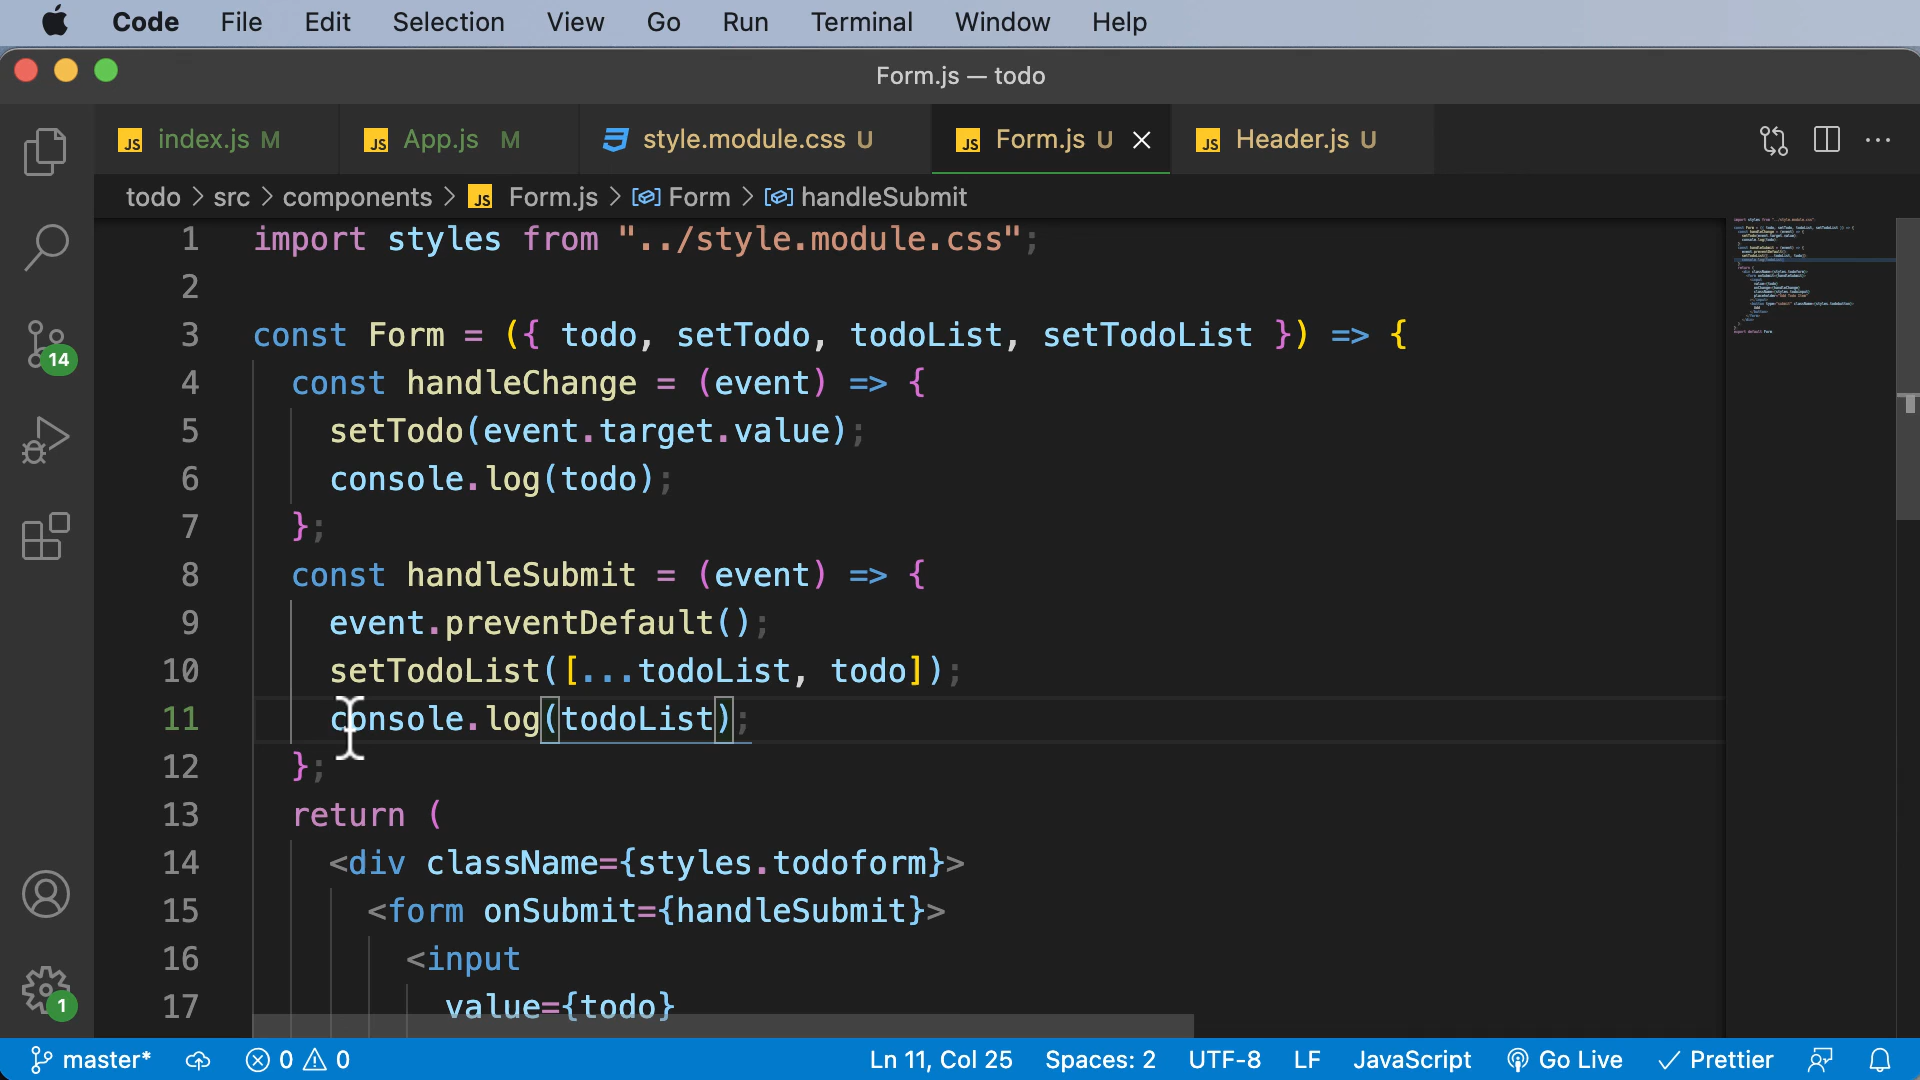 Code File Edit Selection View Go Run Terminal Window Help
Form.js — todo
JS index.js M JS App.js M style.module.css U JS Form.js U JS Header.js U
todo > src > components > JS Form.js > Form > handleSubmit
1 import styles from "../style.module.css";
2
3 const Form = ({ todo, setTodo, todoList, setTodoList }) => {
4 const handleChange = (event) => {
5 setTodo(event.target.value);
6 console.log(todo);
7 };
8 const handleSubmit = (event) => {
9 event.preventDefault();
10 setTodoList([...todoList, todo]);
11 console.log(todoList);
12 };
13 return (
14 <div className={styles.todoform}>
15 <form onSubmit={handleSubmit}>
16 <input
17 value={todo}
14
1
master* 0 0 Ln 11, Col 25 Spaces: 2 UTF-8 LF JavaScript Go Live Prettier